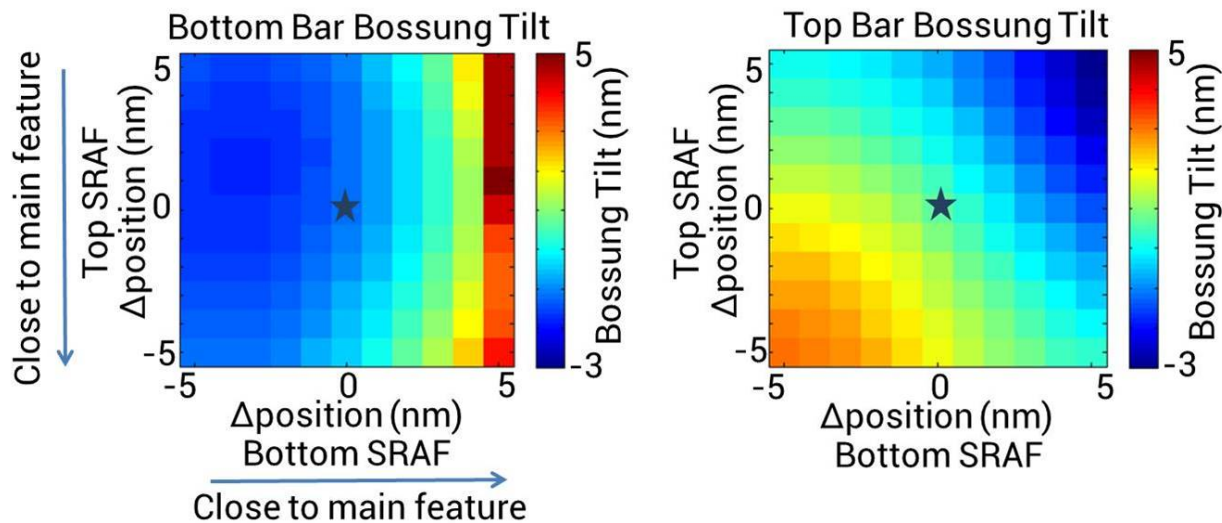 Bottom Bar Bossung Tilt
Close to main feature
Top SRAF
Δposition (nm)
5
0
-5
-5
0
5
Δposition (nm)
Bottom SRAF
Close to main feature
5
-3
Bossung Tilt (nm)
Top Bar Bossung Tilt
Top SRAF
Δposition (nm)
5
0
-5
-5
0
5
Δposition (nm)
Bottom SRAF
5
-3
Bossung Tilt (nm)